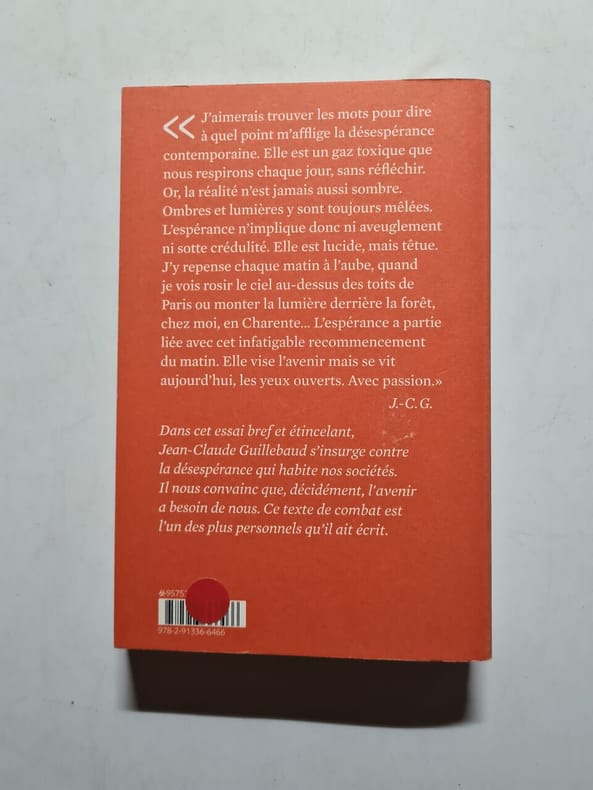 « J’aimerais trouver les mots pour dire
à quel point m’afflige la désespérance
contemporaine. Elle est un gaz toxique que
nous respirons chaque jour, sans réfléchir.
Or, la réalité n’est jamais aussi sombre.
Ombres et lumières y sont toujours mêlées.
L’espérance n’implique donc ni aveuglement
ni sotte crédulité. Elle est lucide, mais têtue.
J’y repense chaque matin à l’aube, quand
je vois rosir le ciel au-dessus des toits de
Paris ou monter la lumière derrière la forêt,
chez moi, en Charente... L’espérance a partie
liée avec cet infatigable recommencement
du matin. Elle vise l’avenir mais se vit
aujourd’hui, les yeux ouverts. Avec passion.»
J.-C. G.
Dans cet essai bref et étincelant,
Jean-Claude Guillebaud s’insurge contre
la désespérance qui habite nos sociétés.
Il nous convainc que, décidément, l’avenir
a besoin de nous. Ce texte de combat est
l’un des plus personnels qu’il ait écrit.
978-2-91336-6466